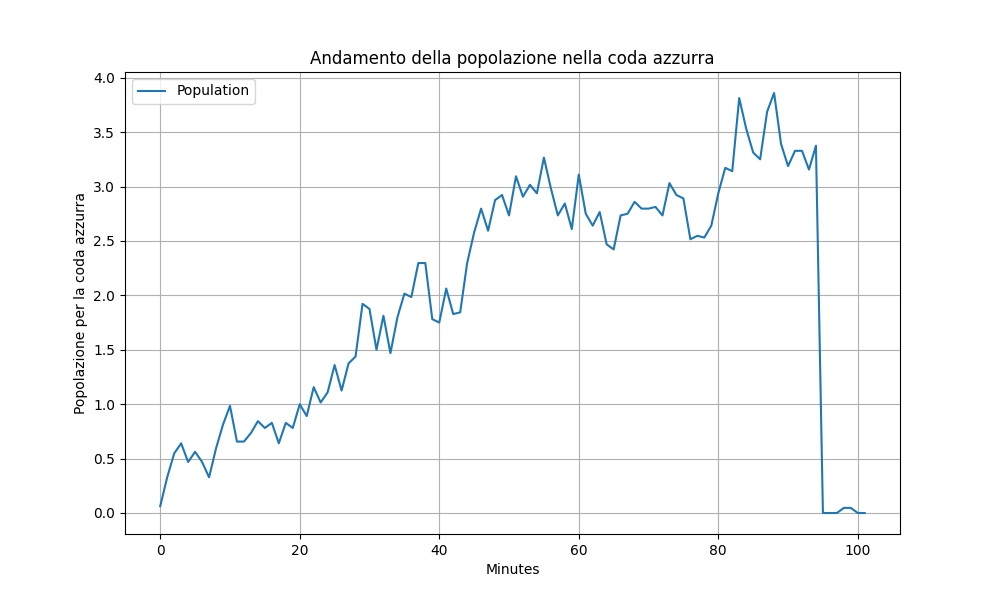 Andamento della popolazione nella coda azzurra
Population
Popolazione per la coda azzurra
4.0
3.5
3.0
2.5
2.0
1.5
1.0
0.5
0.0
0 20 40 60 80 100
Minutes